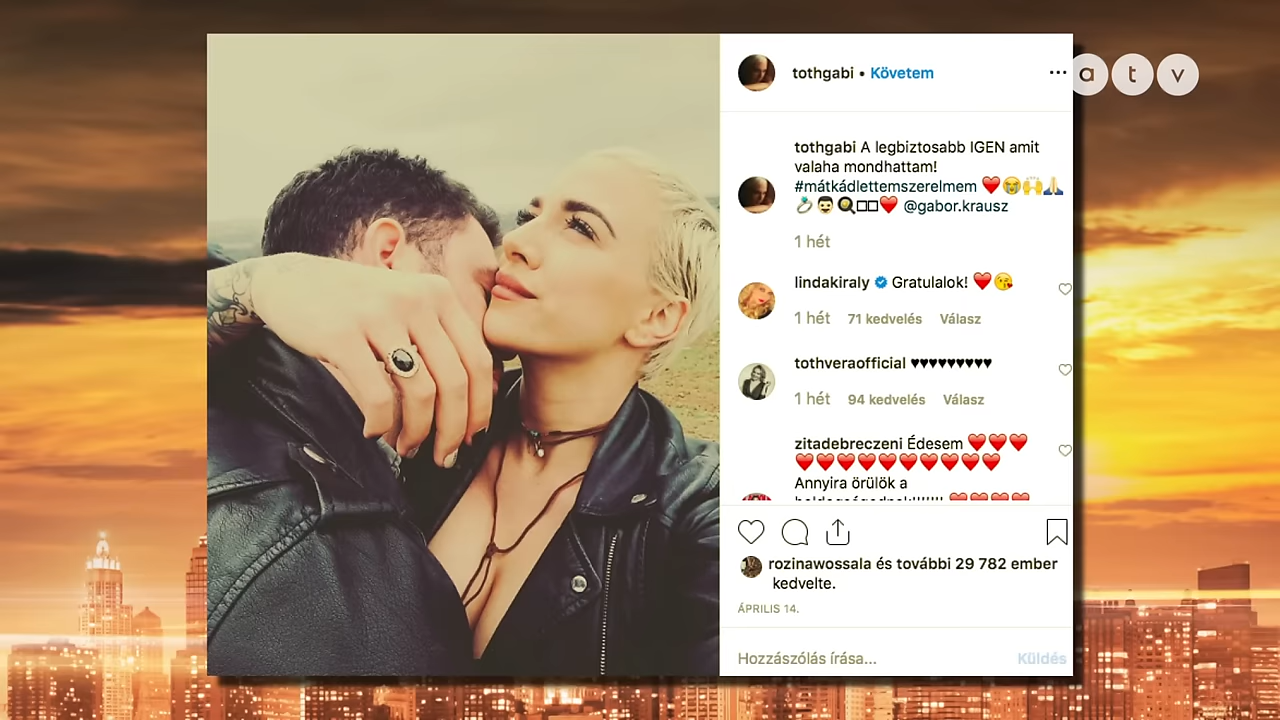 tothgabi • Követem
a t v
tothgabi A legbiztosabb IGEN amit
valaha mondhattam!
#mátkádlettemszerelmem ❤️😭🙌🙏
💍👨🍳❤️ @gabor.krausz
1 hét
lindakiraly Gratulalok! ❤️😘
1 hét 71 kedvelés Válasz
tothveraofficial ♥♥♥♥♥♥♥♥♥
1 hét 94 kedvelés Válasz
zitadebreczeni Édesem ❤️❤️❤️
❤️❤️❤️❤️❤️❤️❤️❤️❤️❤️
Annyira örülök a
rozinawossala és további 29 782 ember
kedvelte.
ÁPRILIS 14.
Hozzászólás írása...
Küldés